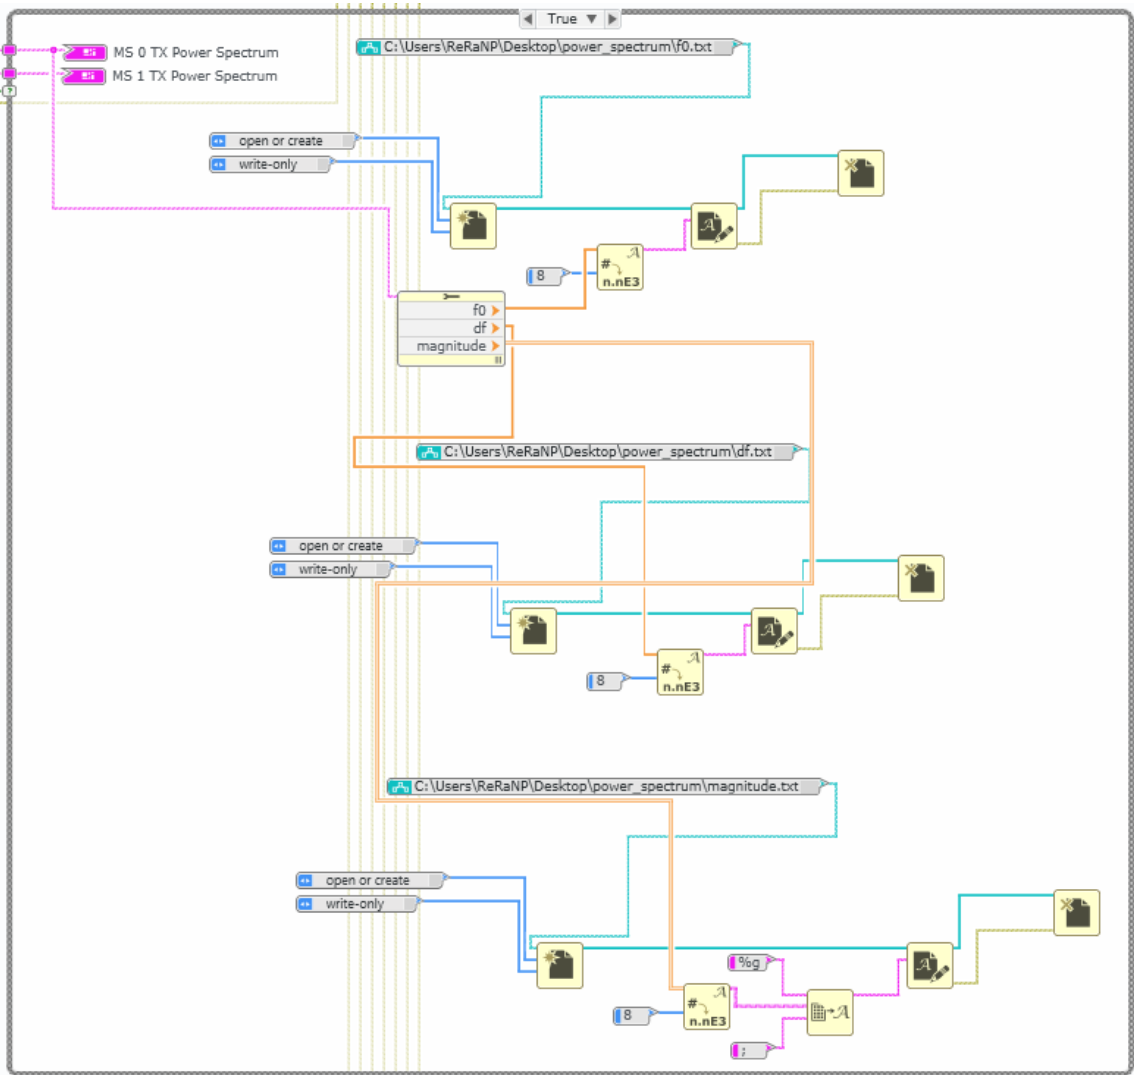 True
C:\Users\ReRaNP\Desktop\power_spectrum\f0.txt
MS 0 TX Power Spectrum
MS 1 TX Power Spectrum
?
open or create
write-only
A
8
#
A
n.nE3
f0
df
magnitude
C:\Users\ReRaNP\Desktop\power_spectrum\df.txt
open or create
write-only
A
8
#
A
n.nE3
C:\Users\ReRaNP\Desktop\power_spectrum\magnitude.txt
open or create
write-only
A
%g
8
#
A
n.nE3
A
;